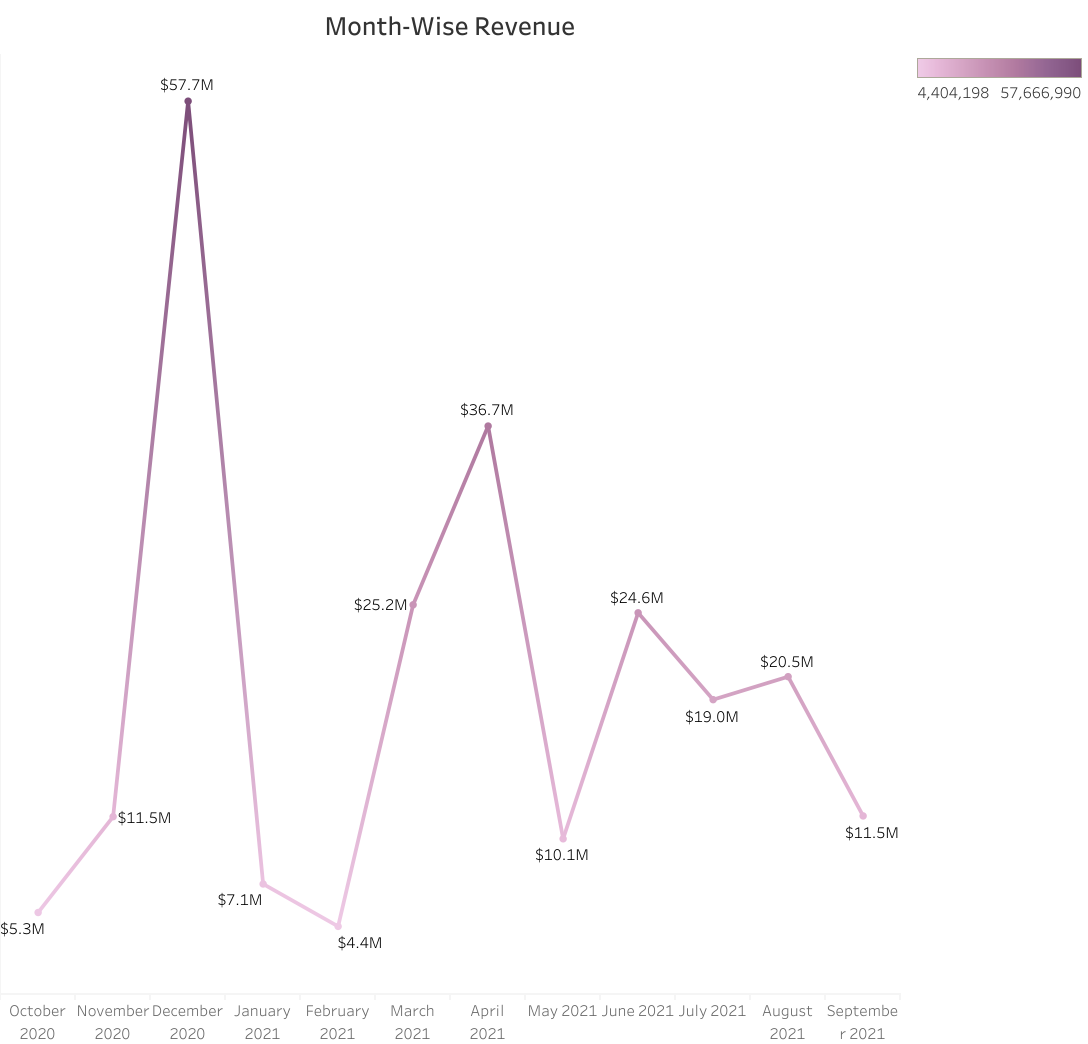 Month-Wise Revenue
4,404,198 57,666,990
$57.7M
$36.7M
$25.2M
$24.6M
$20.5M
$19.0M
$11.5M
$11.5M
$10.1M
$7.1M
$5.3M
$4.4M
October November December January February March April May 2021 June 2021 July 2021 August Septembe
2020 2020 2020 2021 2021 2021 2021 2021 r 2021